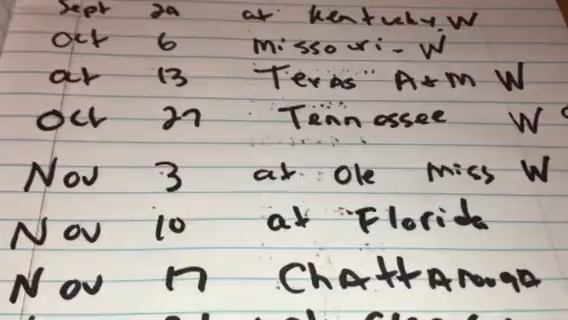 Sept 29 at Kentucky W
Oct 6 Missouri - W
Oct 13 Texas A+M W
Oct 27 Tennossee W
Nov 3 at Ole Miss W
Nov 10 at Florida
Nov 17 ChAttAnooga